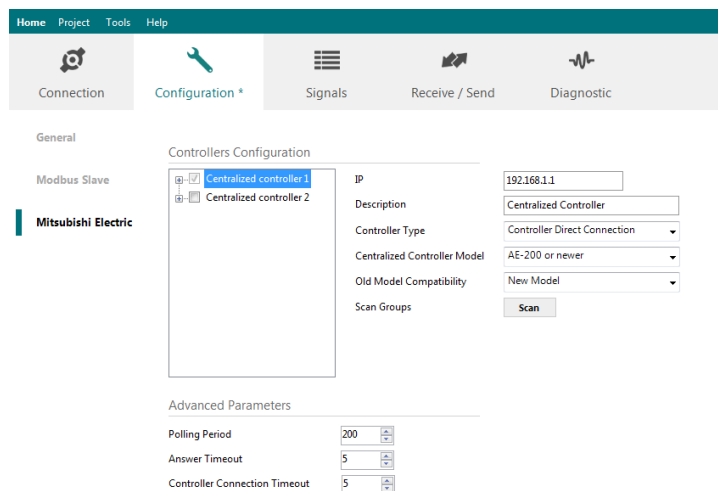 Home Project Tools Help
Connection Configuration * Signals Receive / Send Diagnostic
General
Modbus Slave
Mitsubishi Electric
Controllers Configuration
Centralized controller 1
Centralized controller 2
IP 192.168.1.1
Description Centralized Controller
Controller Type Controller Direct Connection
Centralized Controller Model AE-200 or newer
Old Model Compatibility New Model
Scan Groups Scan
Advanced Parameters
Polling Period 200
Answer Timeout 5
Controller Connection Timeout 5